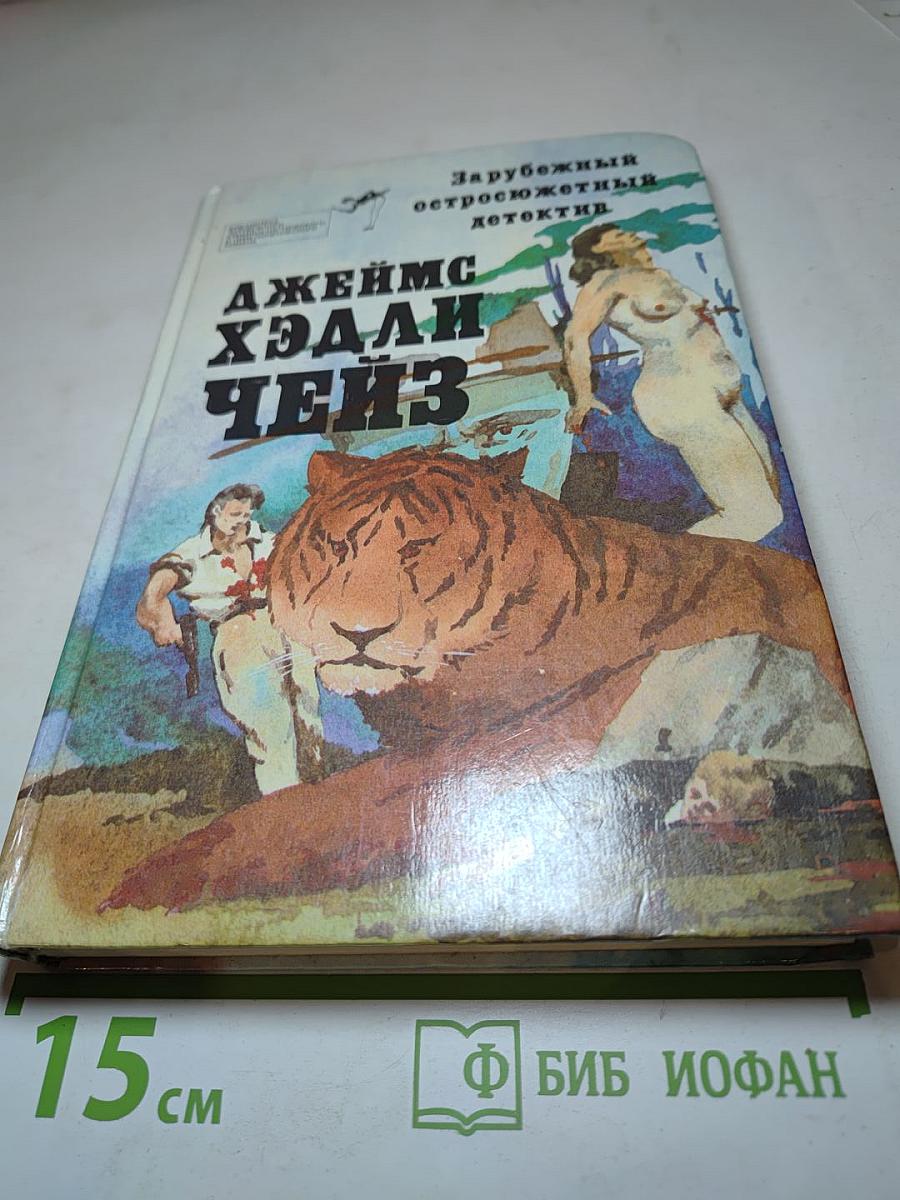 Зарубежный
остросюжетный
детектив
ДЖЕЙМС
ХЭДЛИ
ЧЕЙЗ
15 см
Ф БИБ ИОФАН